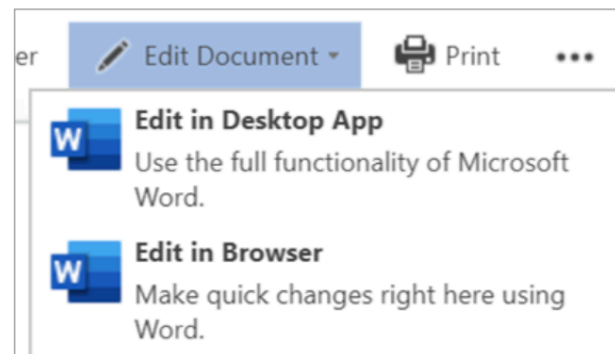 er Edit Document Print
Edit in Desktop App
Use the full functionality of Microsoft
Word.
Edit in Browser
Make quick changes right here using
Word.